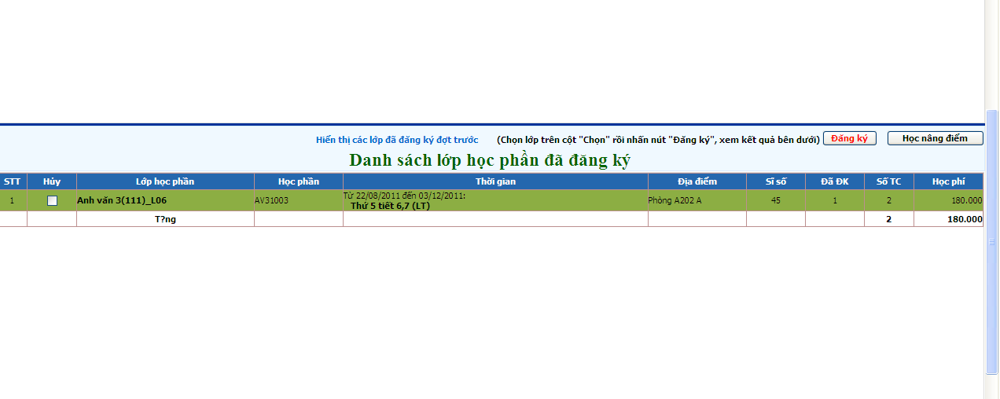 Hiển thị các lớp đã đăng ký đợt trước (Chọn lớp trên cột "Chọn" rồi nhấn nút "Đăng ký", xem kết quả bên dưới) Đăng ký Học nâng điểm
Danh sách lớp học phần đã đăng ký
STT Hủy Lớp học phần Học phần Thời gian Địa điểm Sĩ số Đã ĐK Số TC Học phí
1 Anh văn 3(111)_L06 AV31003 Từ 22/08/2011 đến 03/12/2011: Phòng A202 A 45 1 2 180.000
Thứ 5 tiết 6,7 (LT)
T?ng 2 180.000